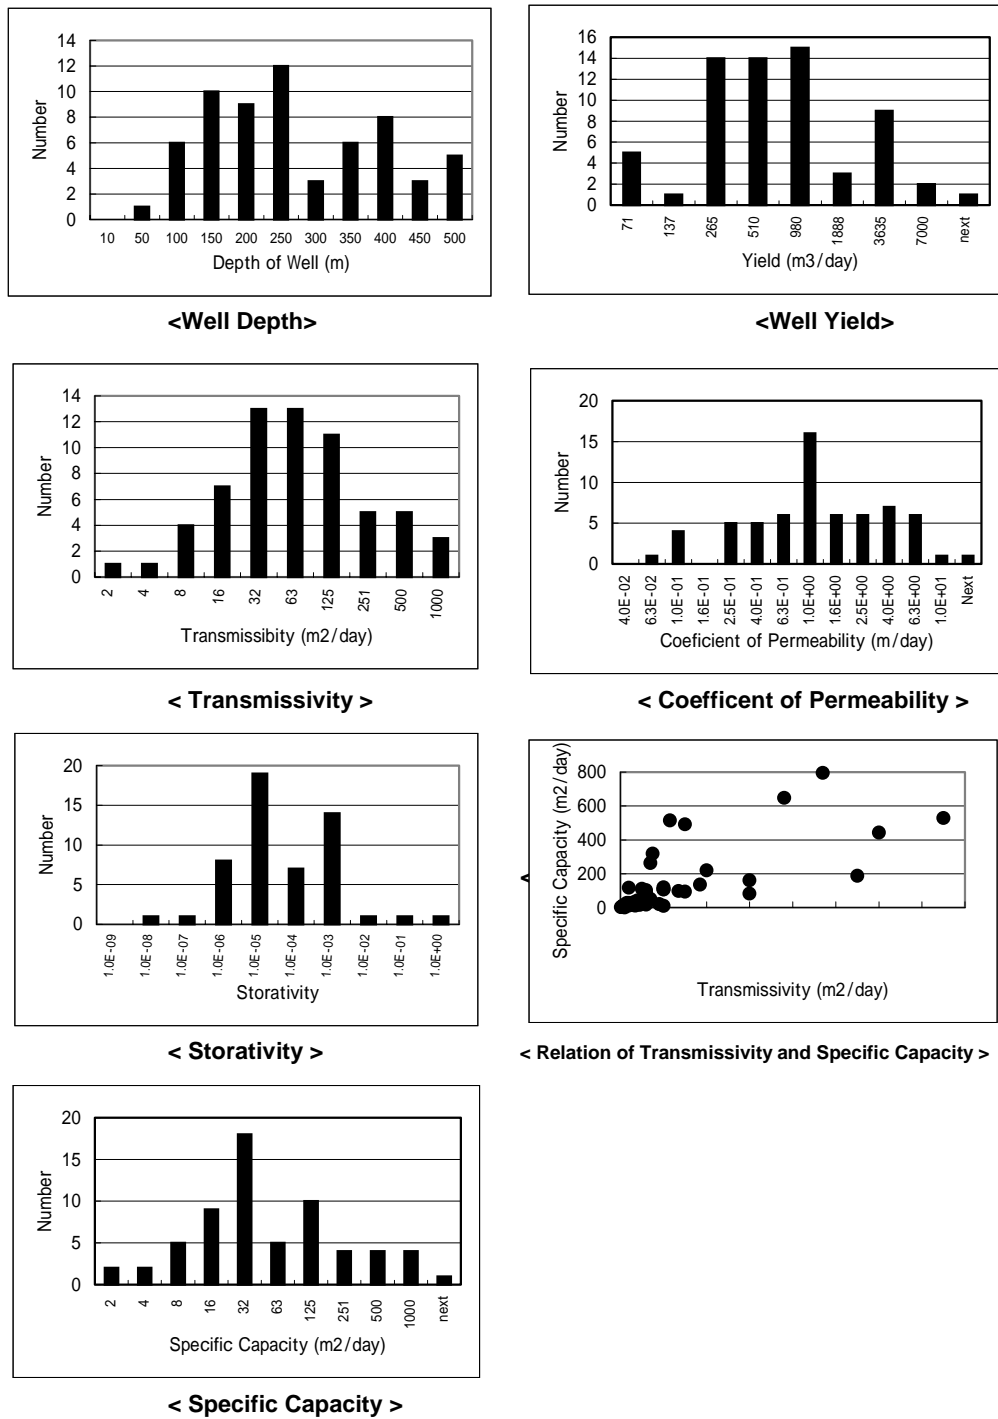 14
12
10
8
6
4
2
0
Number
10 50 100 150 200 250 300 350 400 450 500
Depth of Well (m)
<Well Depth>
16
14
12
10
8
6
4
2
0
Number
71 137 265 510 980 1888 3635 7000 next
Yield (m3/day)
<Well Yield>
14
12
10
8
6
4
2
0
Number
2 4 8 16 32 63 125 251 500 1000
Transmissibity (m2/day)
< Transmissivity >
20
15
10
5
0
Number
4.0E-02 6.3E-02 1.0E-01 1.6E-01 2.5E-01 4.0E-01 6.3E-01 1.0E+00 1.6E+00 2.5E+00 4.0E+00 6.3E+00 1.0E+01 Next
Coeficient of Permeability (m/day)
< Coefficent of Permeability >
20
15
10
5
0
Number
1.0E-09 1.0E-08 1.0E-07 1.0E-06 1.0E-05 1.0E-04 1.0E-03 1.0E-02 1.0E-01 1.0E+00
Storativity
< Storativity >
<
800
600
400
200
0
Specific Capacity (m2/day)
Transmissivity (m2/day)
< Relation of Transmissivity and Specific Capacity >
20
15
10
5
0
Number
2 4 8 16 32 63 125 251 500 1000 next
Specific Capacity (m2/day)
< Specific Capacity >